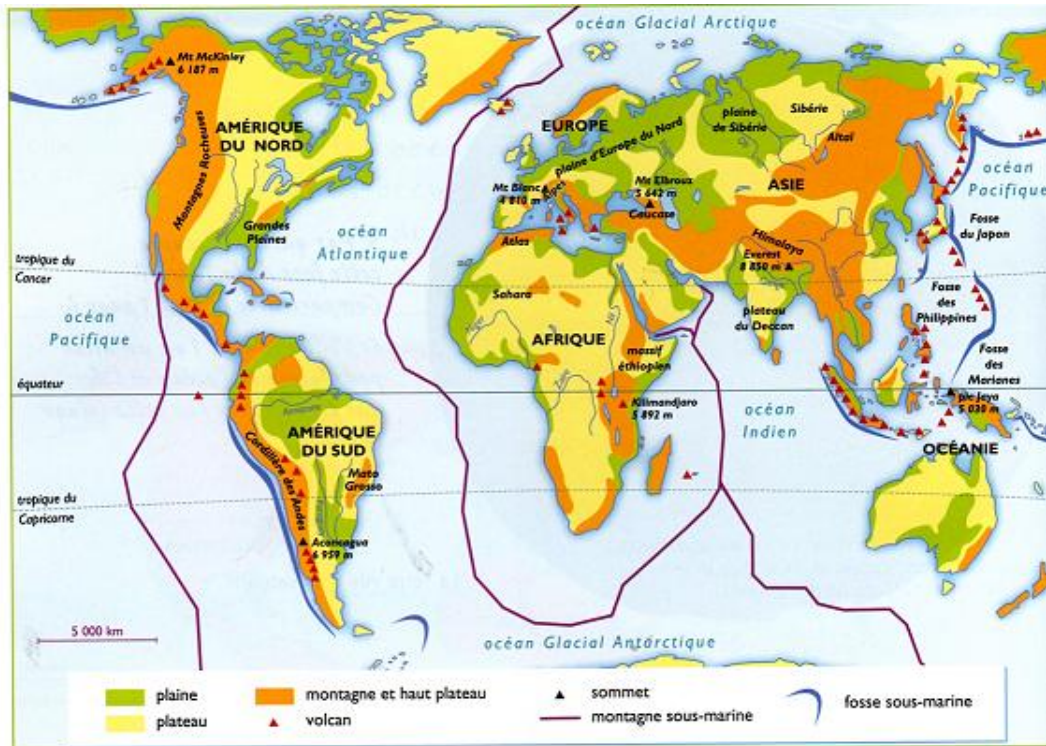 océan Glacial Arctique
Mt McKinley
6 187 m
AMÉRIQUE
DU NORD
Montagnes Rocheuses
Grandes
Plaines
océan
Atlantique
EUROPE
plaine d'Europe du Nord
plaine
de Sibérie
Sibérie
Altaï
Mt Blanc
4 810 m
Alpes
Mt Elbrouz
5 642 m
Caucase
ASIE
océan
Pacifique
Fosse
du Japon
tropique du
Cancer
Atlas
Himalaya
Everest
8 850 m
Sahara
Niger
Nil
plateau
du Deccan
Fosse
des
Philippines
océan
Pacifique
AFRIQUE
massif
éthiopien
Fosse
des
Marianes
pic Jaya
5 030 m
équateur
Kilimandjaro
5 892 m
océan
Indien
Amazone
AMÉRIQUE
DU SUD
OCÉANIE
Cordillère des Andes
Mato
Grosso
tropique du
Capricorne
Aconcagua
6 959 m
5 000 km
océan Glacial Antarctique
plaine
plateau
montagne et haut plateau
volcan
sommet
montagne sous-marine
fosse sous-marine